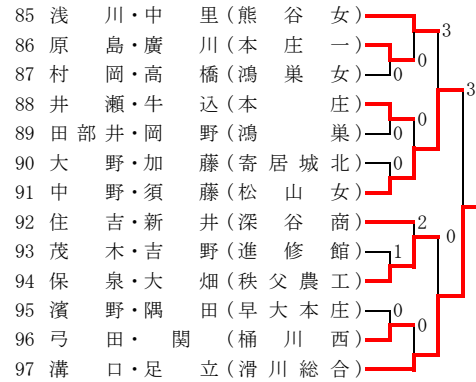 85 浅川・中里(熊谷女) 3
86 原島・廣川(本庄一) 0
87 村岡・高橋(鴻巣女) 0
3
88 井瀬・牛込(本庄) 0
89 田部井・岡野(鴻巣) 0
90 大野・加藤(寄居城北) 0
91 中野・須藤(松山女)
92 住吉・新井(深谷商) 2
0
93 茂木・吉野(進修館) 1
94 保泉・大畑(秩父農工)
95 濱野・隅田(早大本庄) 0
0
96 弓田・関(桶川西)
97 溝口・足立(滑川総合)